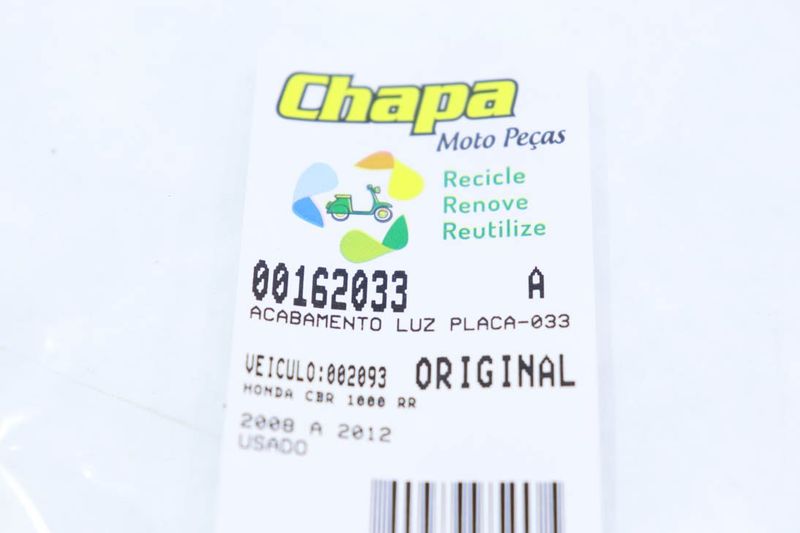 Chapa
Moto Peças
Recicle
Renove
Reutilize
00162033 A
ACABAMENTO LUZ PLACA-033
VEICULO:002093 ORIGINAL
HONDA CBR 1000 RR
2008 A 2012
USADO